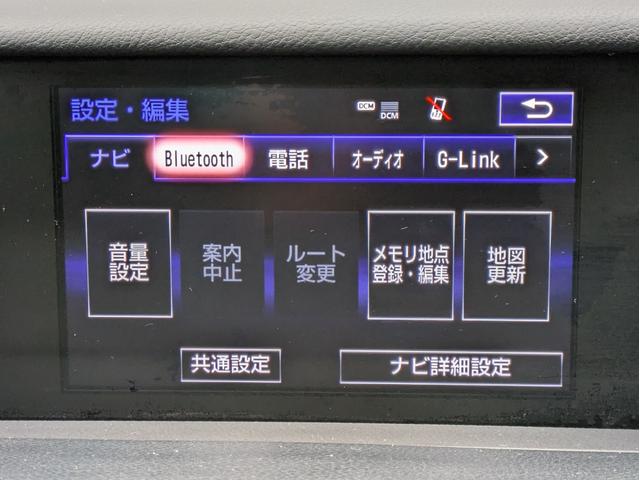 設定・編集
DCM
DCM
ナビ
Bluetooth
電話
オーディオ
G-Link
>
音量
設定
案内
中止
ルート
変更
メモリ地点
登録・編集
地図
更新
共通設定
ナビ詳細設定